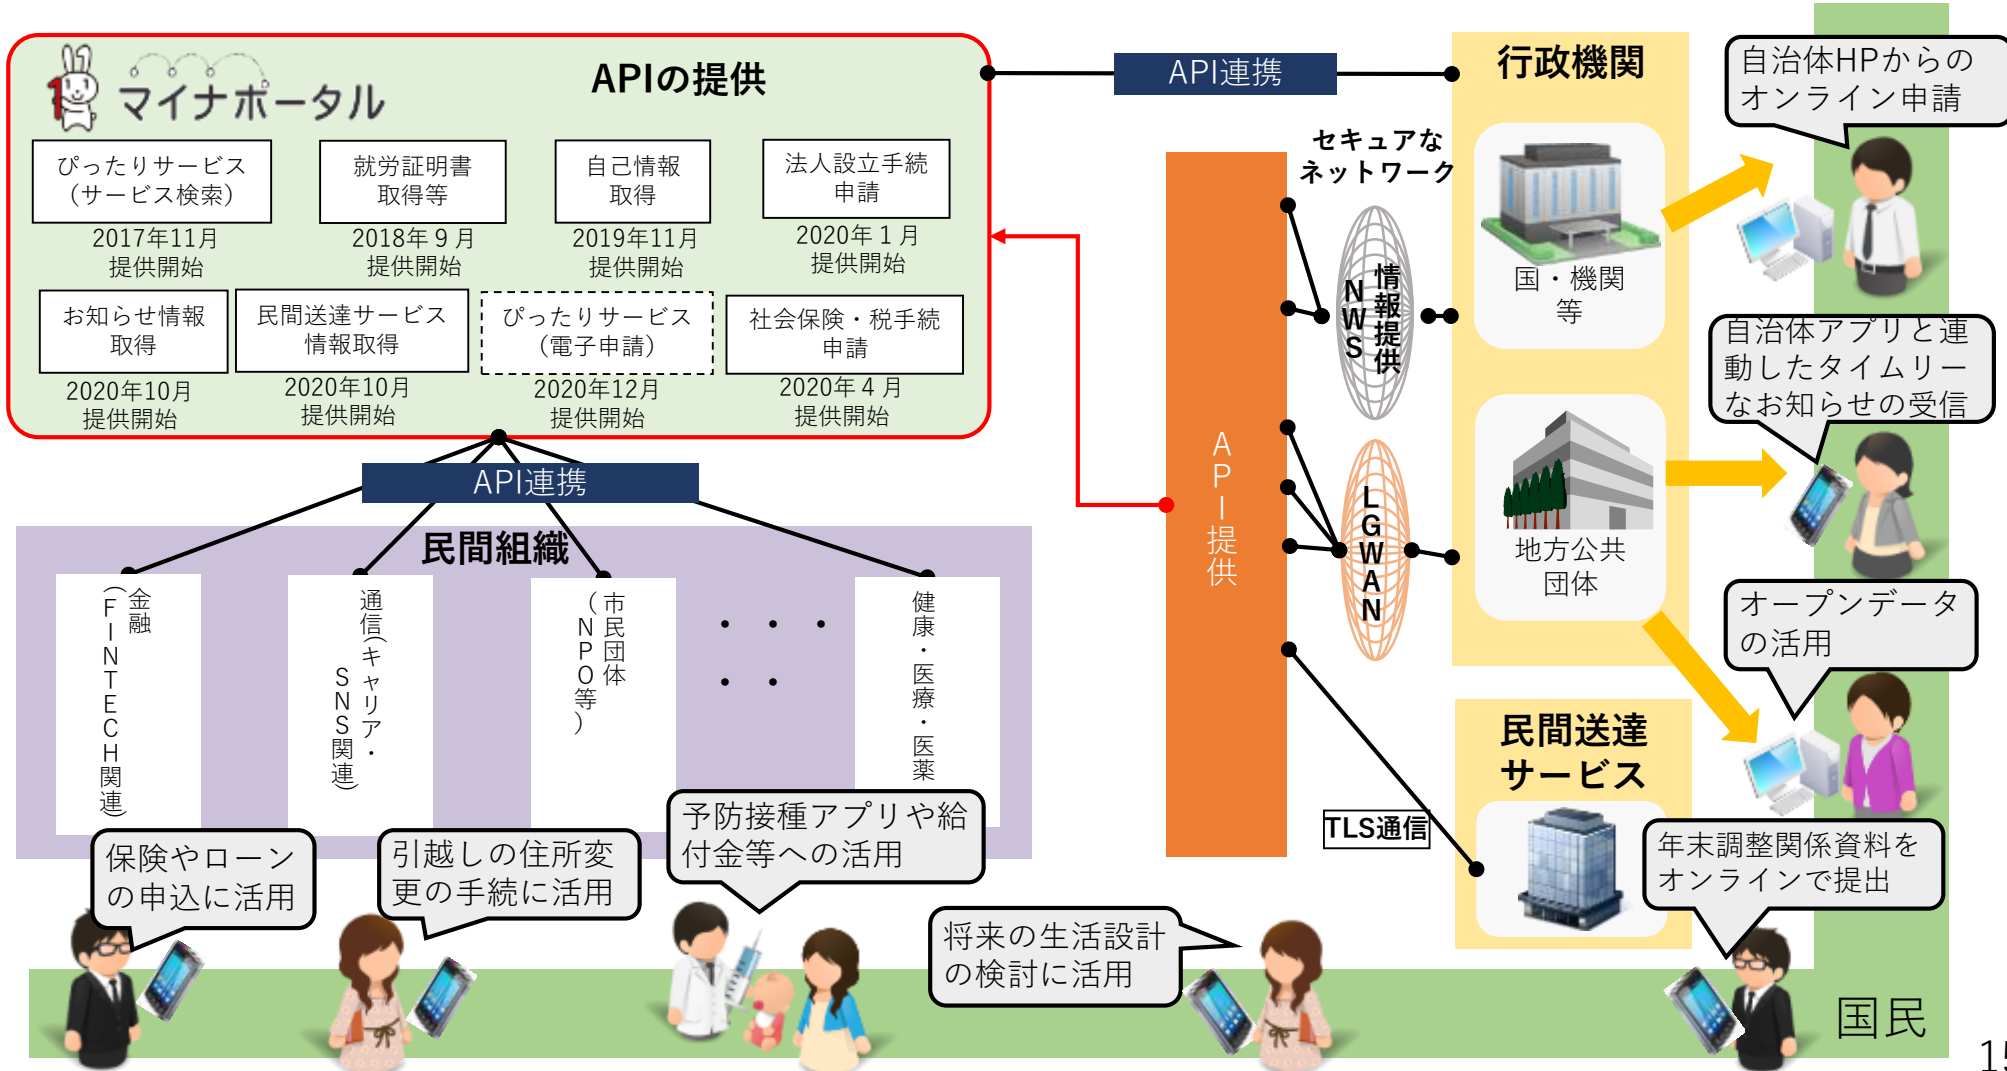 マイナポータル
APIの提供
ぴったりサービス
（サービス検索）
2017年11月
提供開始
就労証明書
取得等
2018年９月
提供開始
自己情報
取得
2019年11月
提供開始
法人設立手続
申請
2020年１月
提供開始
お知らせ情報
取得
2020年10月
提供開始
民間送達サービス
情報取得
2020年10月
提供開始
ぴったりサービス
（電子申請）
2020年12月
提供開始
社会保険・税手続
申請
2020年４月
提供開始
API連携
民間組織
金融
（ＦＩＮＴＥＣＨ関連）
通信（キャリア・
ＳＮＳ関連）
市民団体
（ＮＰＯ等）
・・・
・・
健康・医療・医薬
保険やローン
の申込に活用
引越しの住所変
更の手続に活用
予防接種アプリや給
付金等への活用
将来の生活設計
の検討に活用
API連携
ＡＰＩ提供
セキュアな
ネットワーク
情報提供
ＮＷＳ
ＬＧＷＡＮ
TLS通信
行政機関
国・機関
等
地方公共
団体
民間送達
サービス
自治体HPからの
オンライン申請
自治体アプリと連
動したタイムリー
なお知らせの受信
オープンデータ
の活用
年末調整関係資料を
オンラインで提出
国民
15